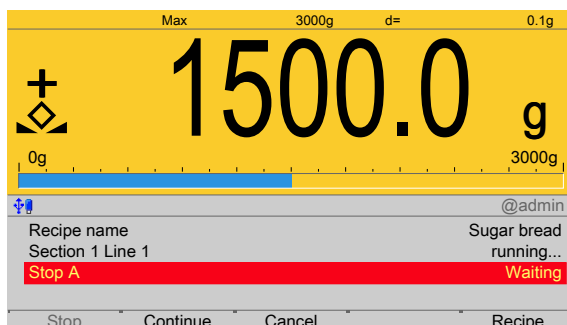 Max 3000g d= 0.1g
+ 1500.0 g
0g 3000g
@admin
Recipe name Sugar bread
Section 1 Line 1 running...
Stop A Waiting
Stop Continue Cancel Recipe